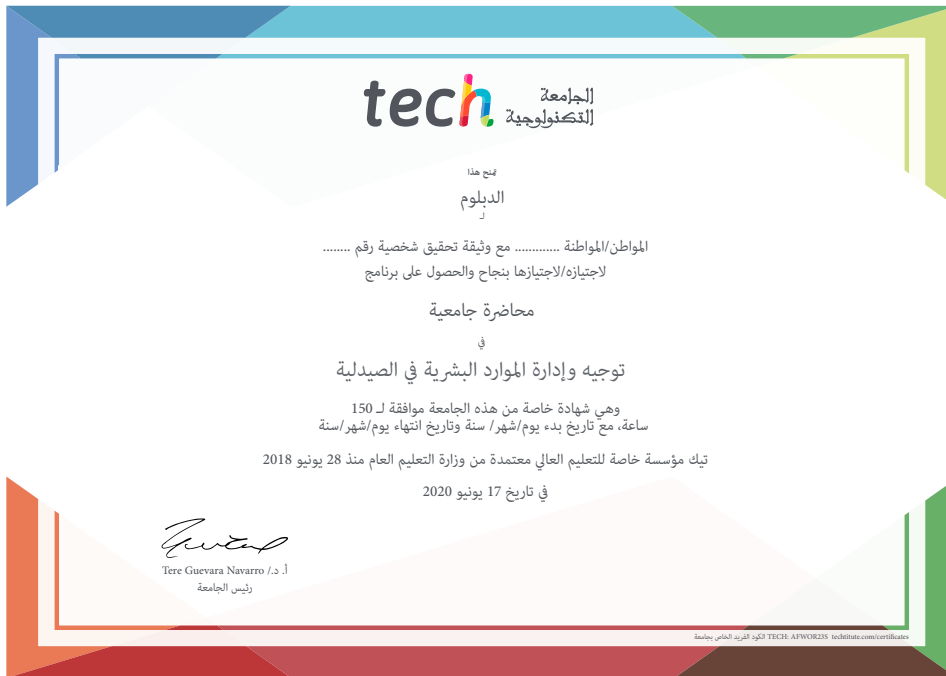 tech الجامعة
التكنولوجية
يمنح هذا
الدبلوم
لـ
المواطن/المواطنة ............ مع وثيقة تحقيق شخصية رقم ........
لاجتيازه/لاجتيازها بنجاح والحصول على برنامج
محاضرة جامعية
في
توجيه وإدارة الموارد البشرية في الصيدلية
وهي شهادة خاصة من هذه الجامعة موافقة لـ 150
ساعة، مع تاريخ بدء يوم/شهر/ سنة وتاريخ انتهاء يوم/شهر/سنة
تيك مؤسسة خاصة للتعليم العالي معتمدة من وزارة التعليم العام منذ 28 يونيو 2018
في تاريخ 17 يونيو 2020
أ. د./ Tere Guevara Navarro
رئيس الجامعة
الكود الفريد الخاص بجامعة TECH: AFWOR23S techtitute.com/certificates